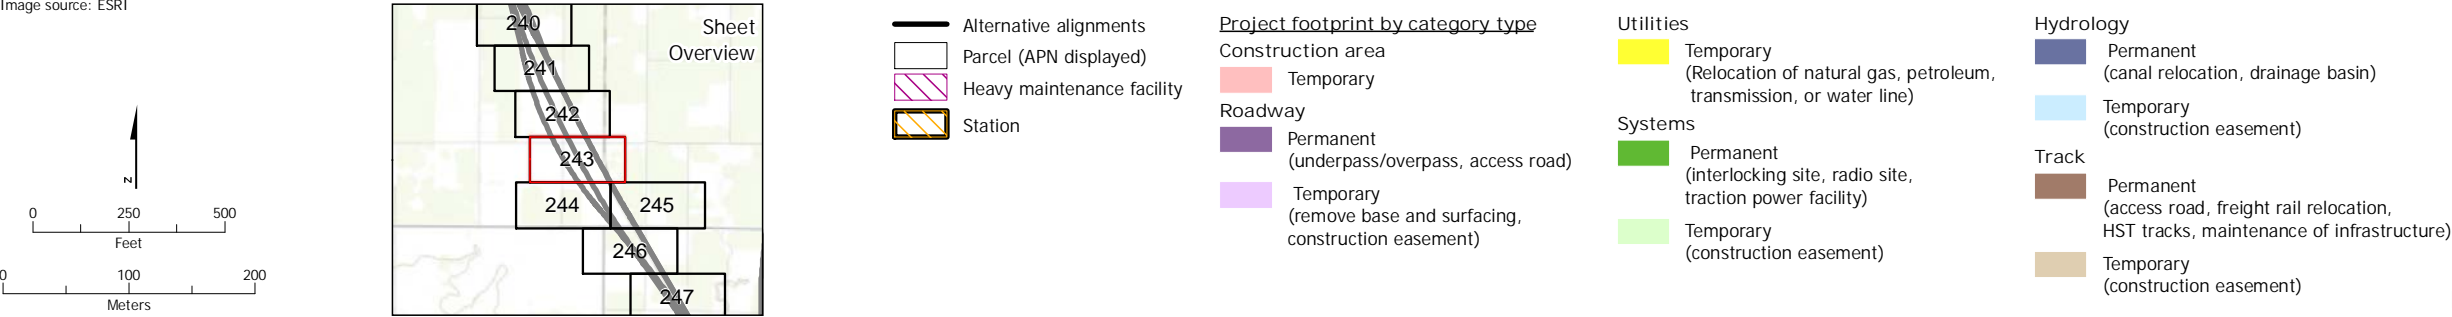 Image source: ESRI
N
0 250 500
Feet
0 100 200
Meters
Sheet
Overview
240
241
242
243
244
245
246
247
Alternative alignments
Parcel (APN displayed)
Heavy maintenance facility
Station
Project footprint by category type
Construction area
Temporary
Roadway
Permanent
(underpass/overpass, access road)
Temporary
(remove base and surfacing,
construction easement)
Utilities
Temporary
(Relocation of natural gas, petroleum,
transmission, or water line)
Systems
Permanent
(interlocking site, radio site,
traction power facility)
Temporary
(construction easement)
Hydrology
Permanent
(canal relocation, drainage basin)
Temporary
(construction easement)
Track
Permanent
(access road, freight rail relocation,
HST tracks, maintenance of infrastructure)
Temporary
(construction easement)